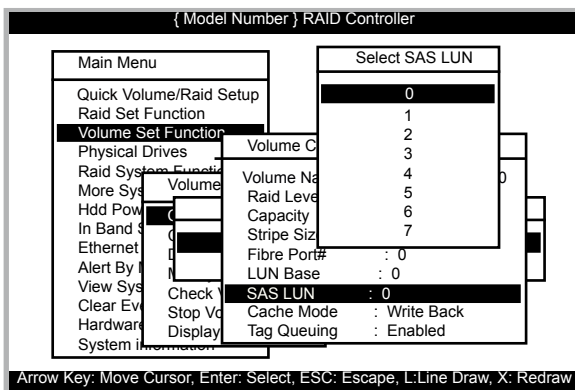 { Model Number } RAID Controller
Main Menu
Quick Volume/Raid Setup
Raid Set Function
Volume Set Function
Physical Drives
Raid System
More Sys
Hdd Pow
In Band
Ethernet
Alert By
View Sys
Clear Ev
Hardware
System information
Volume
Check
Stop Vo
Display
Volume C
Volume Na
Raid Leve
Capacity
Stripe Siz
Fibre Port# : 0
LUN Base : 0
SAS LUN : 0
Cache Mode : Write Back
Tag Queuing : Enabled
Select SAS LUN
0
1
2
3
4
5
6
7
Arrow Key: Move Cursor, Enter: Select, ESC: Escape, L:Line Draw, X: Redraw